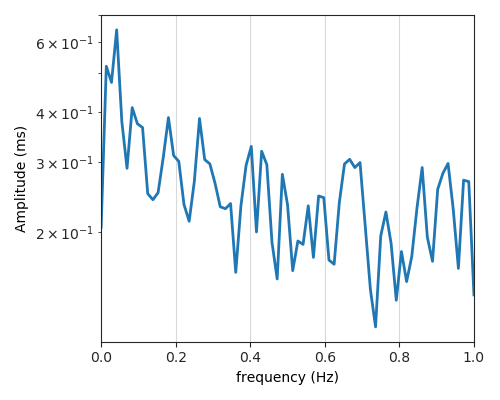 6 × 10⁻¹
4 × 10⁻¹
3 × 10⁻¹
2 × 10⁻¹
Amplitude (ms)
0.0 0.2 0.4 0.6 0.8 1.0
frequency (Hz)